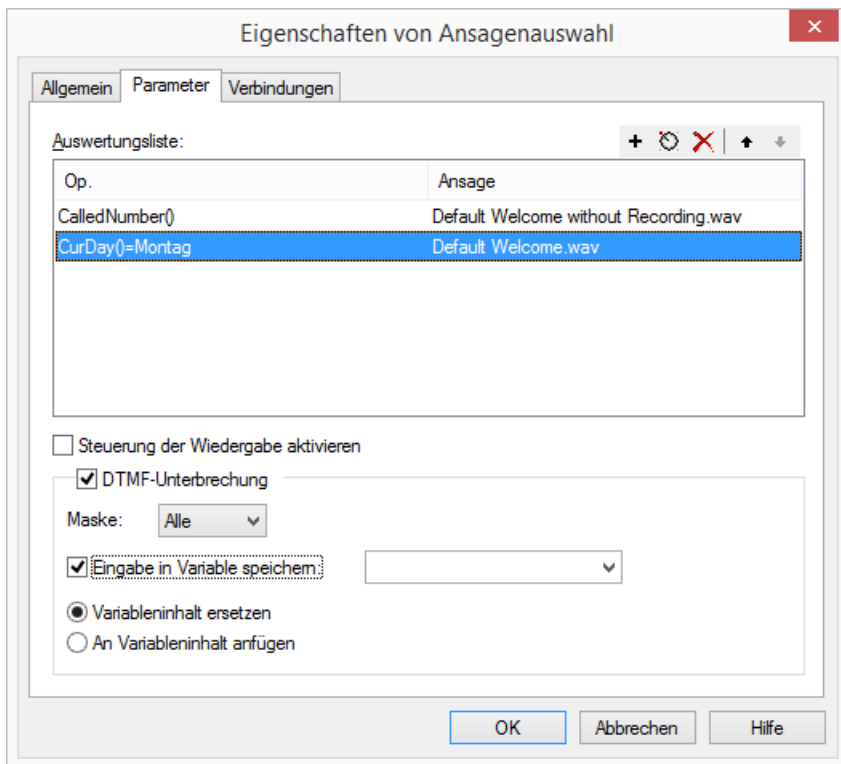 Eigenschaften von Ansagenauswahl
Allgemein Parameter Verbindungen
Auswertungsliste:
Op. Ansage
CalledNumber() Default Welcome without Recording.wav
CurDay()=Montag Default Welcome.wav
Steuerung der Wiedergabe aktivieren
DTMF-Unterbrechung
Maske: Alle
Eingabe in Variable speichern:
Variableninhalt ersetzen
An Variableninhalt anfügen
OK Abbrechen Hilfe